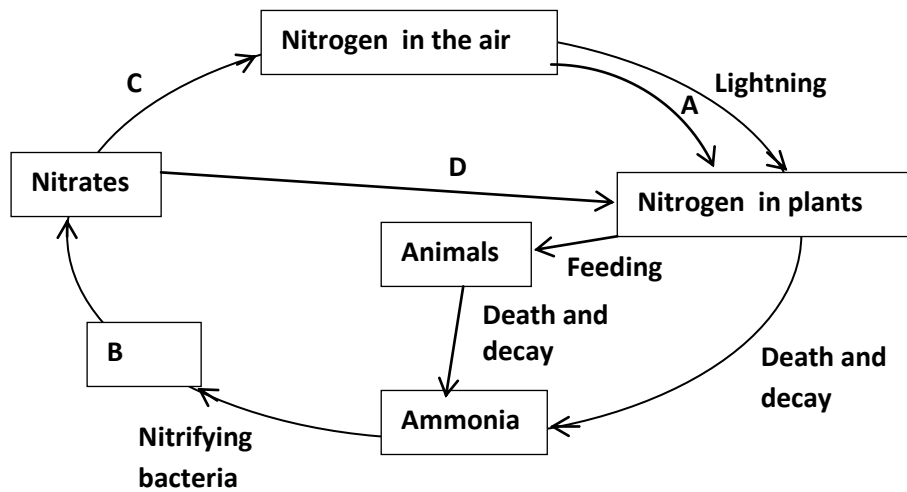 Nitrogen in the air
C
Lightning
A
Nitrates
D
Nitrogen in plants
Animals
Feeding
Death and
decay
B
Death and
decay
Ammonia
Nitrifying
bacteria